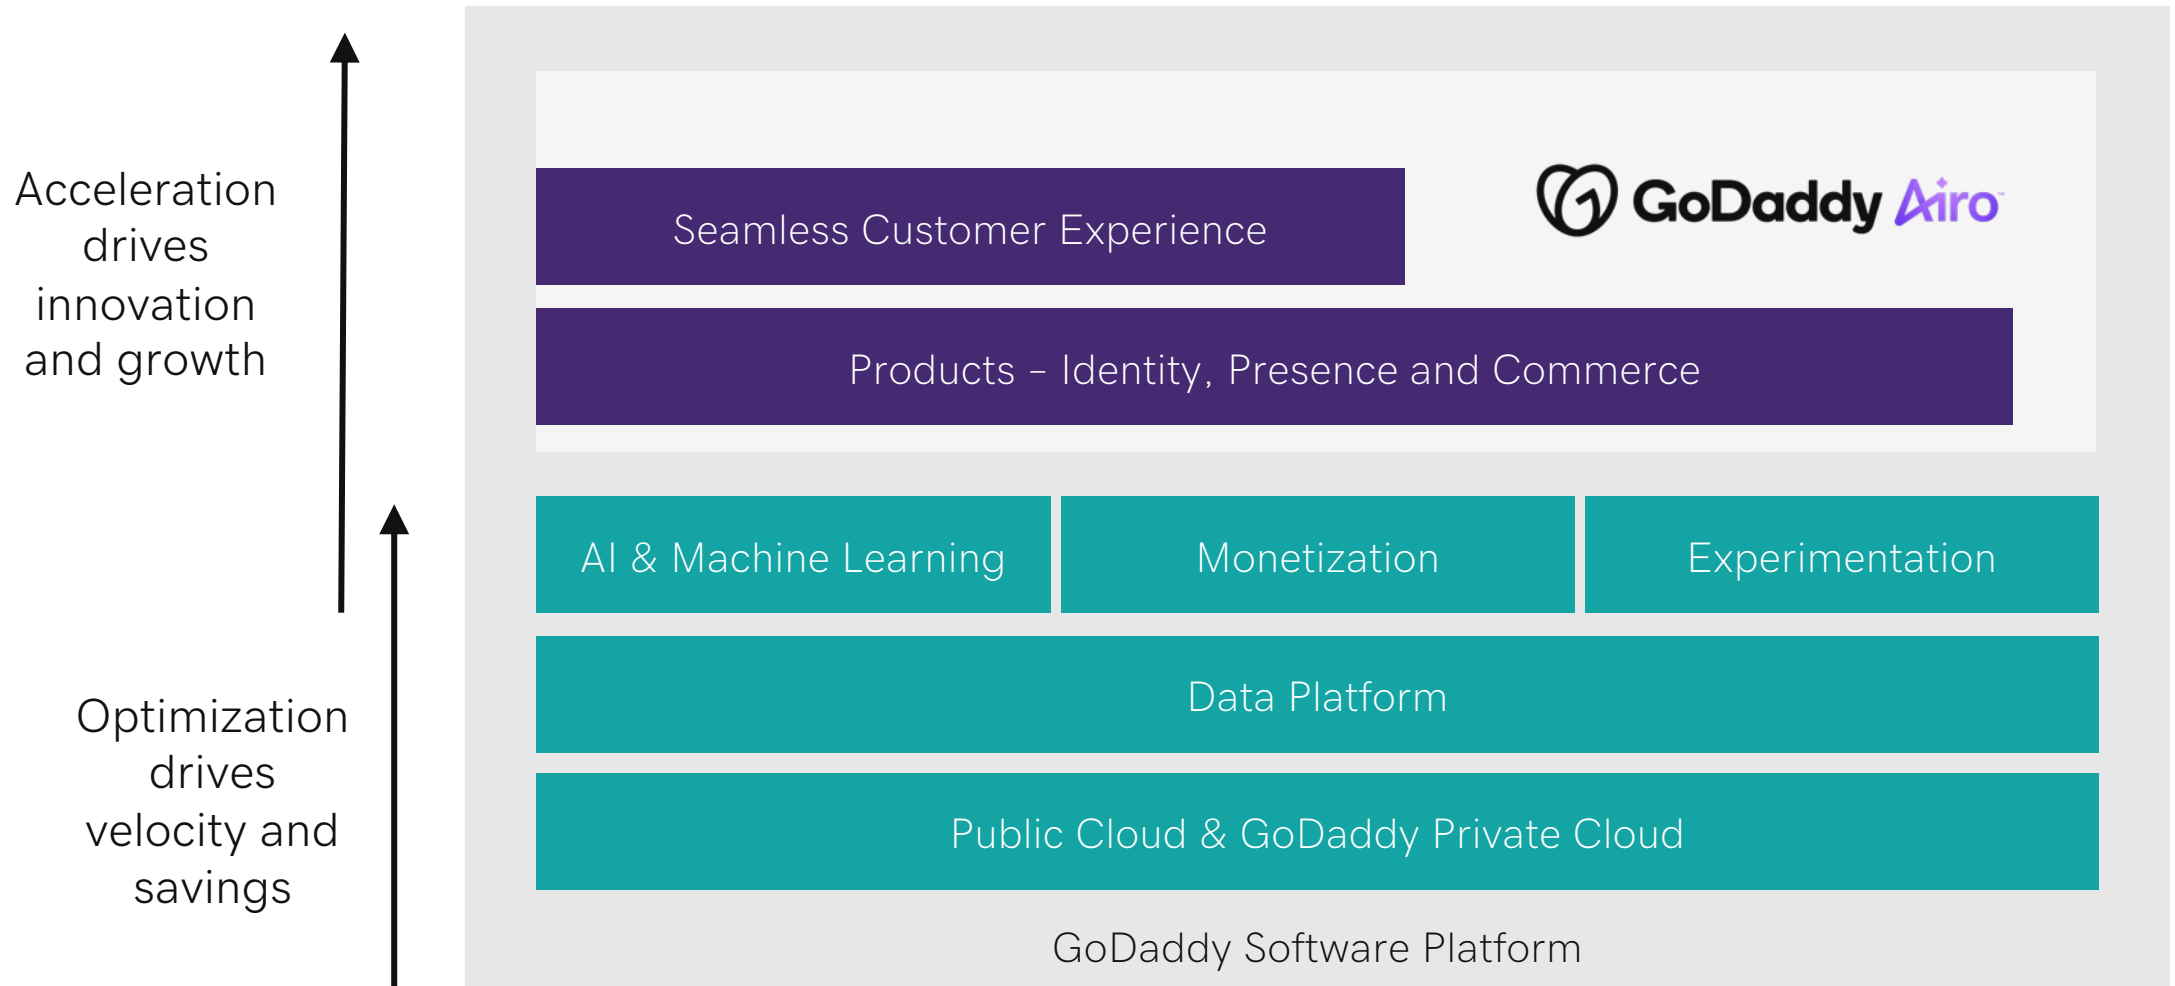 Acceleration
drives
innovation
and growth
Optimization
drives
velocity and
savings
GoDaddy Airo™
Seamless Customer Experience
Products – Identity, Presence and Commerce
AI & Machine Learning
Monetization
Experimentation
Data Platform
Public Cloud & GoDaddy Private Cloud
GoDaddy Software Platform